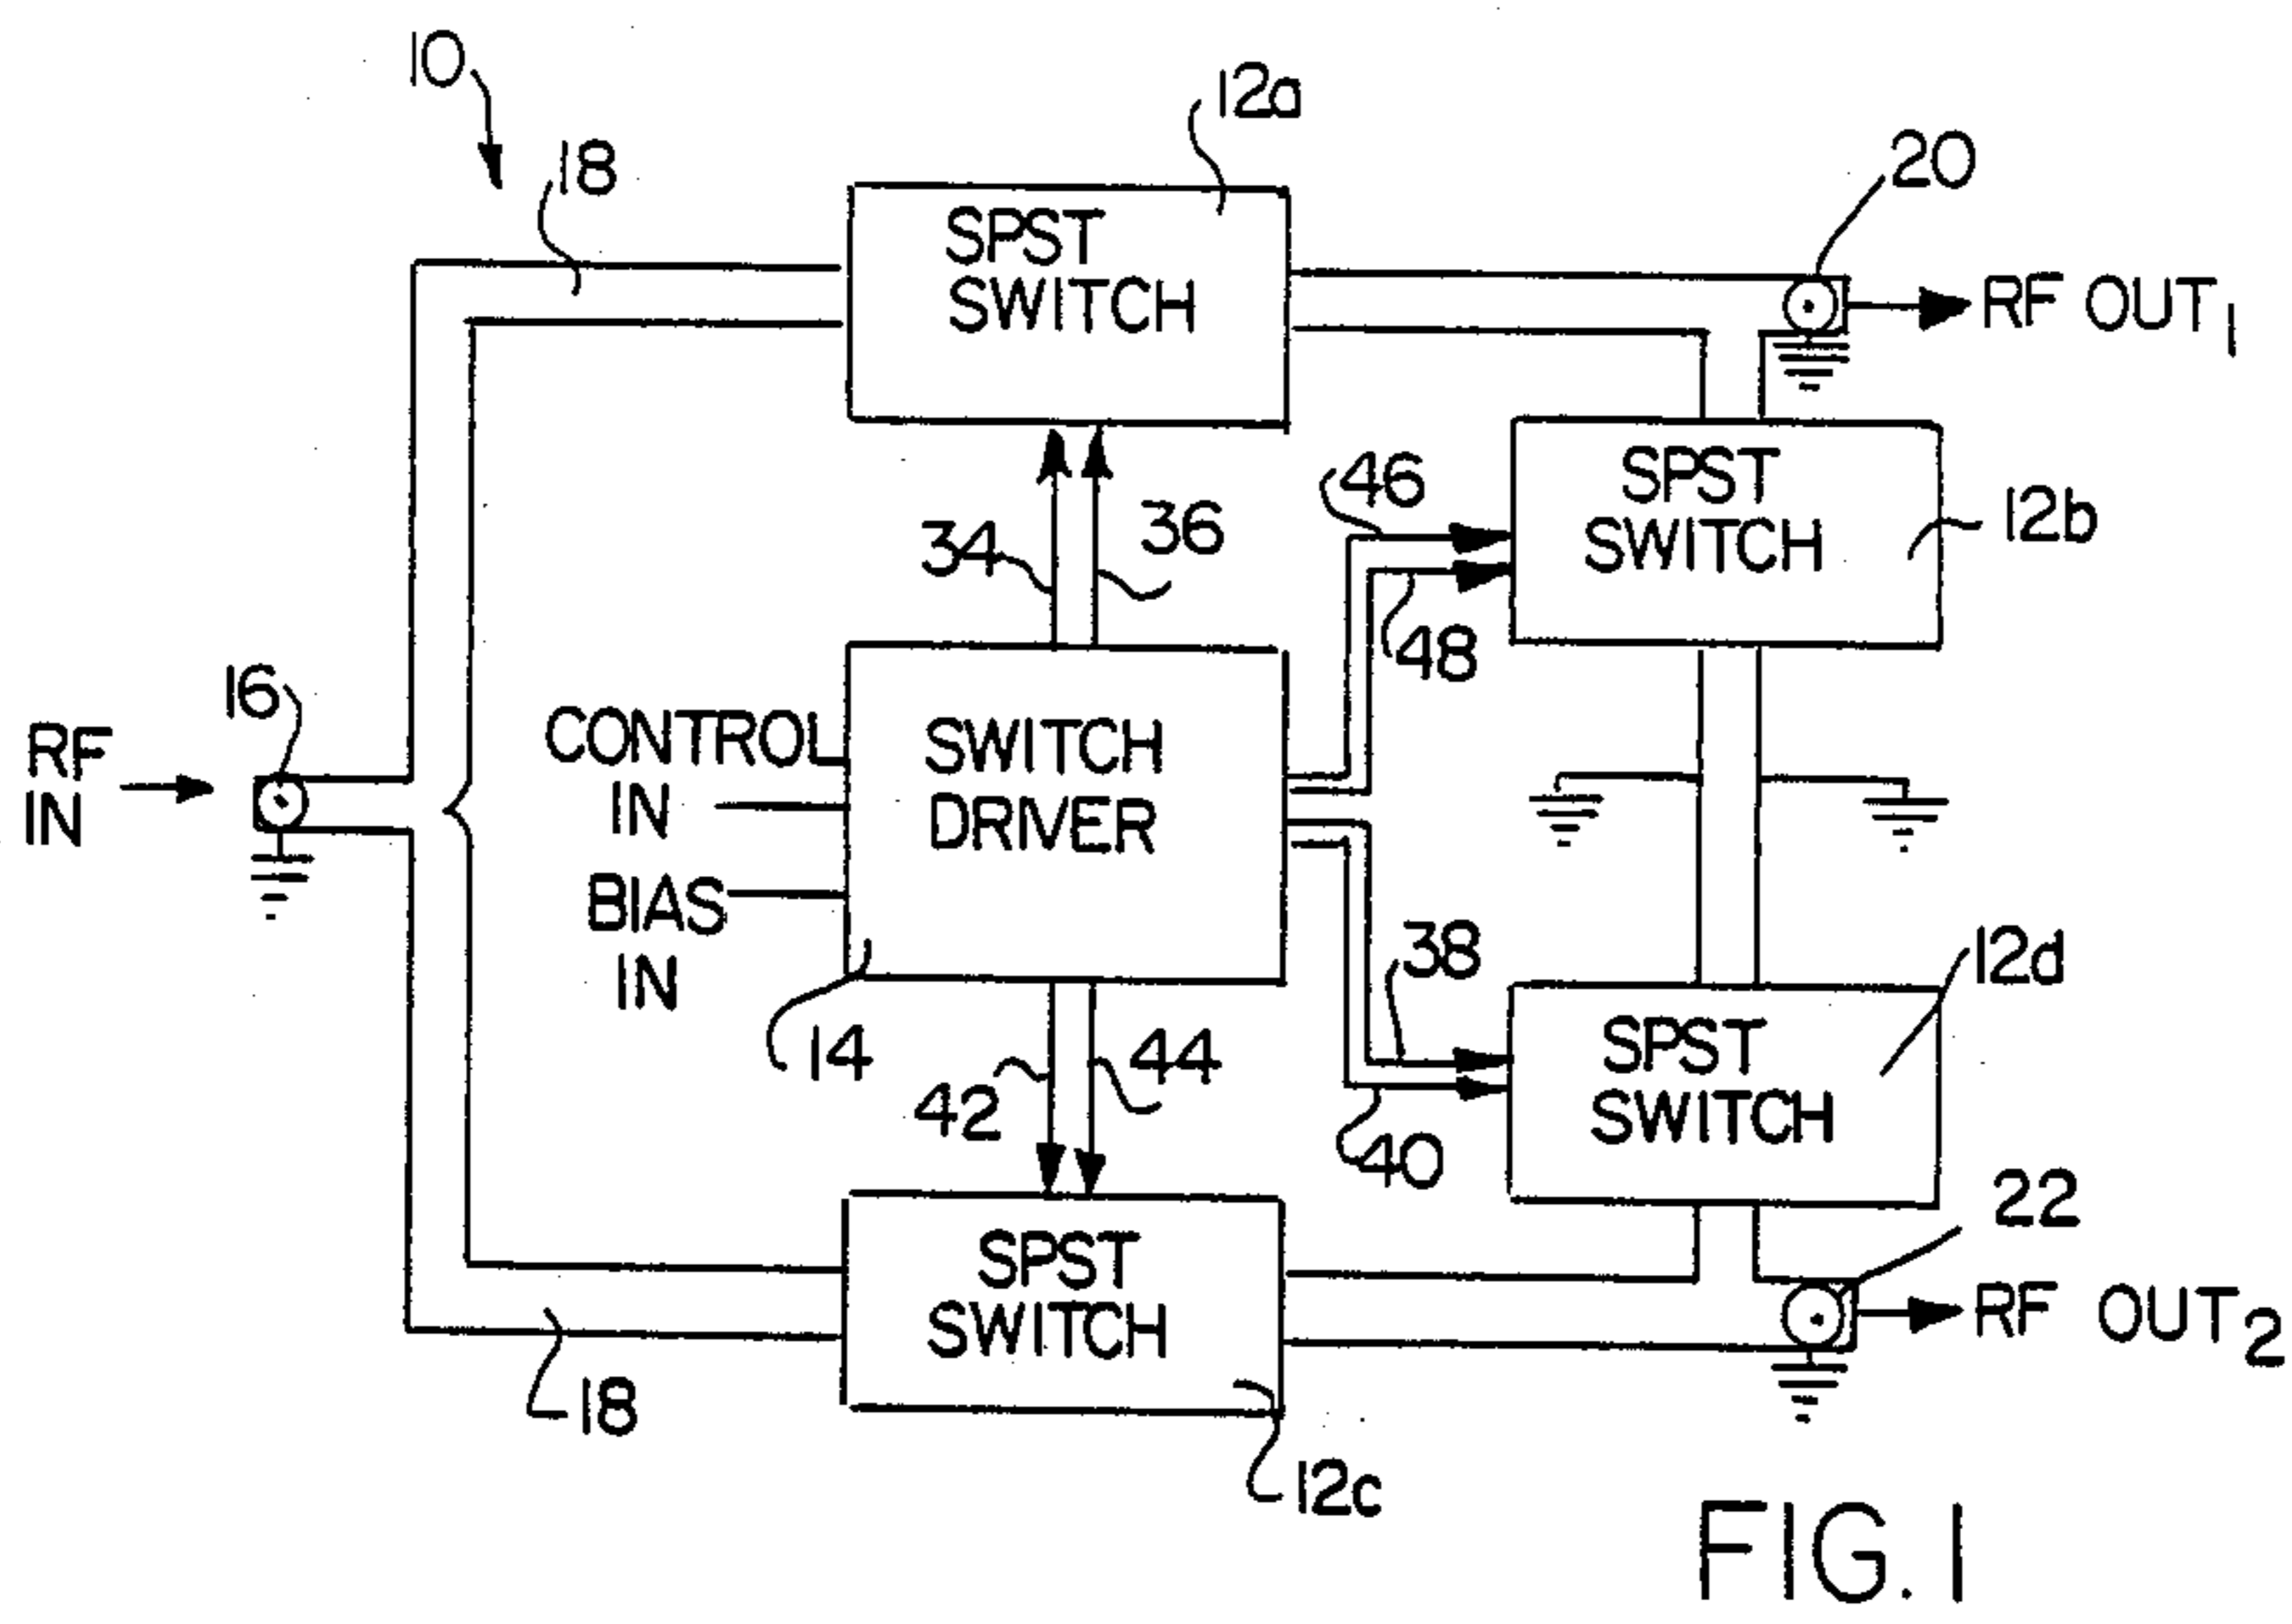 10
18
12a
20
SPST
SWITCH
RF OUT1
34
36
46
48
SPST
SWITCH
12b
16
RF
IN
CONTROL
IN
BIAS
IN
SWITCH
DRIVER
14
42
44
38
40
12d
SPST
SWITCH
22
SPST
SWITCH
RF OUT2
18
12c
FIG. 1